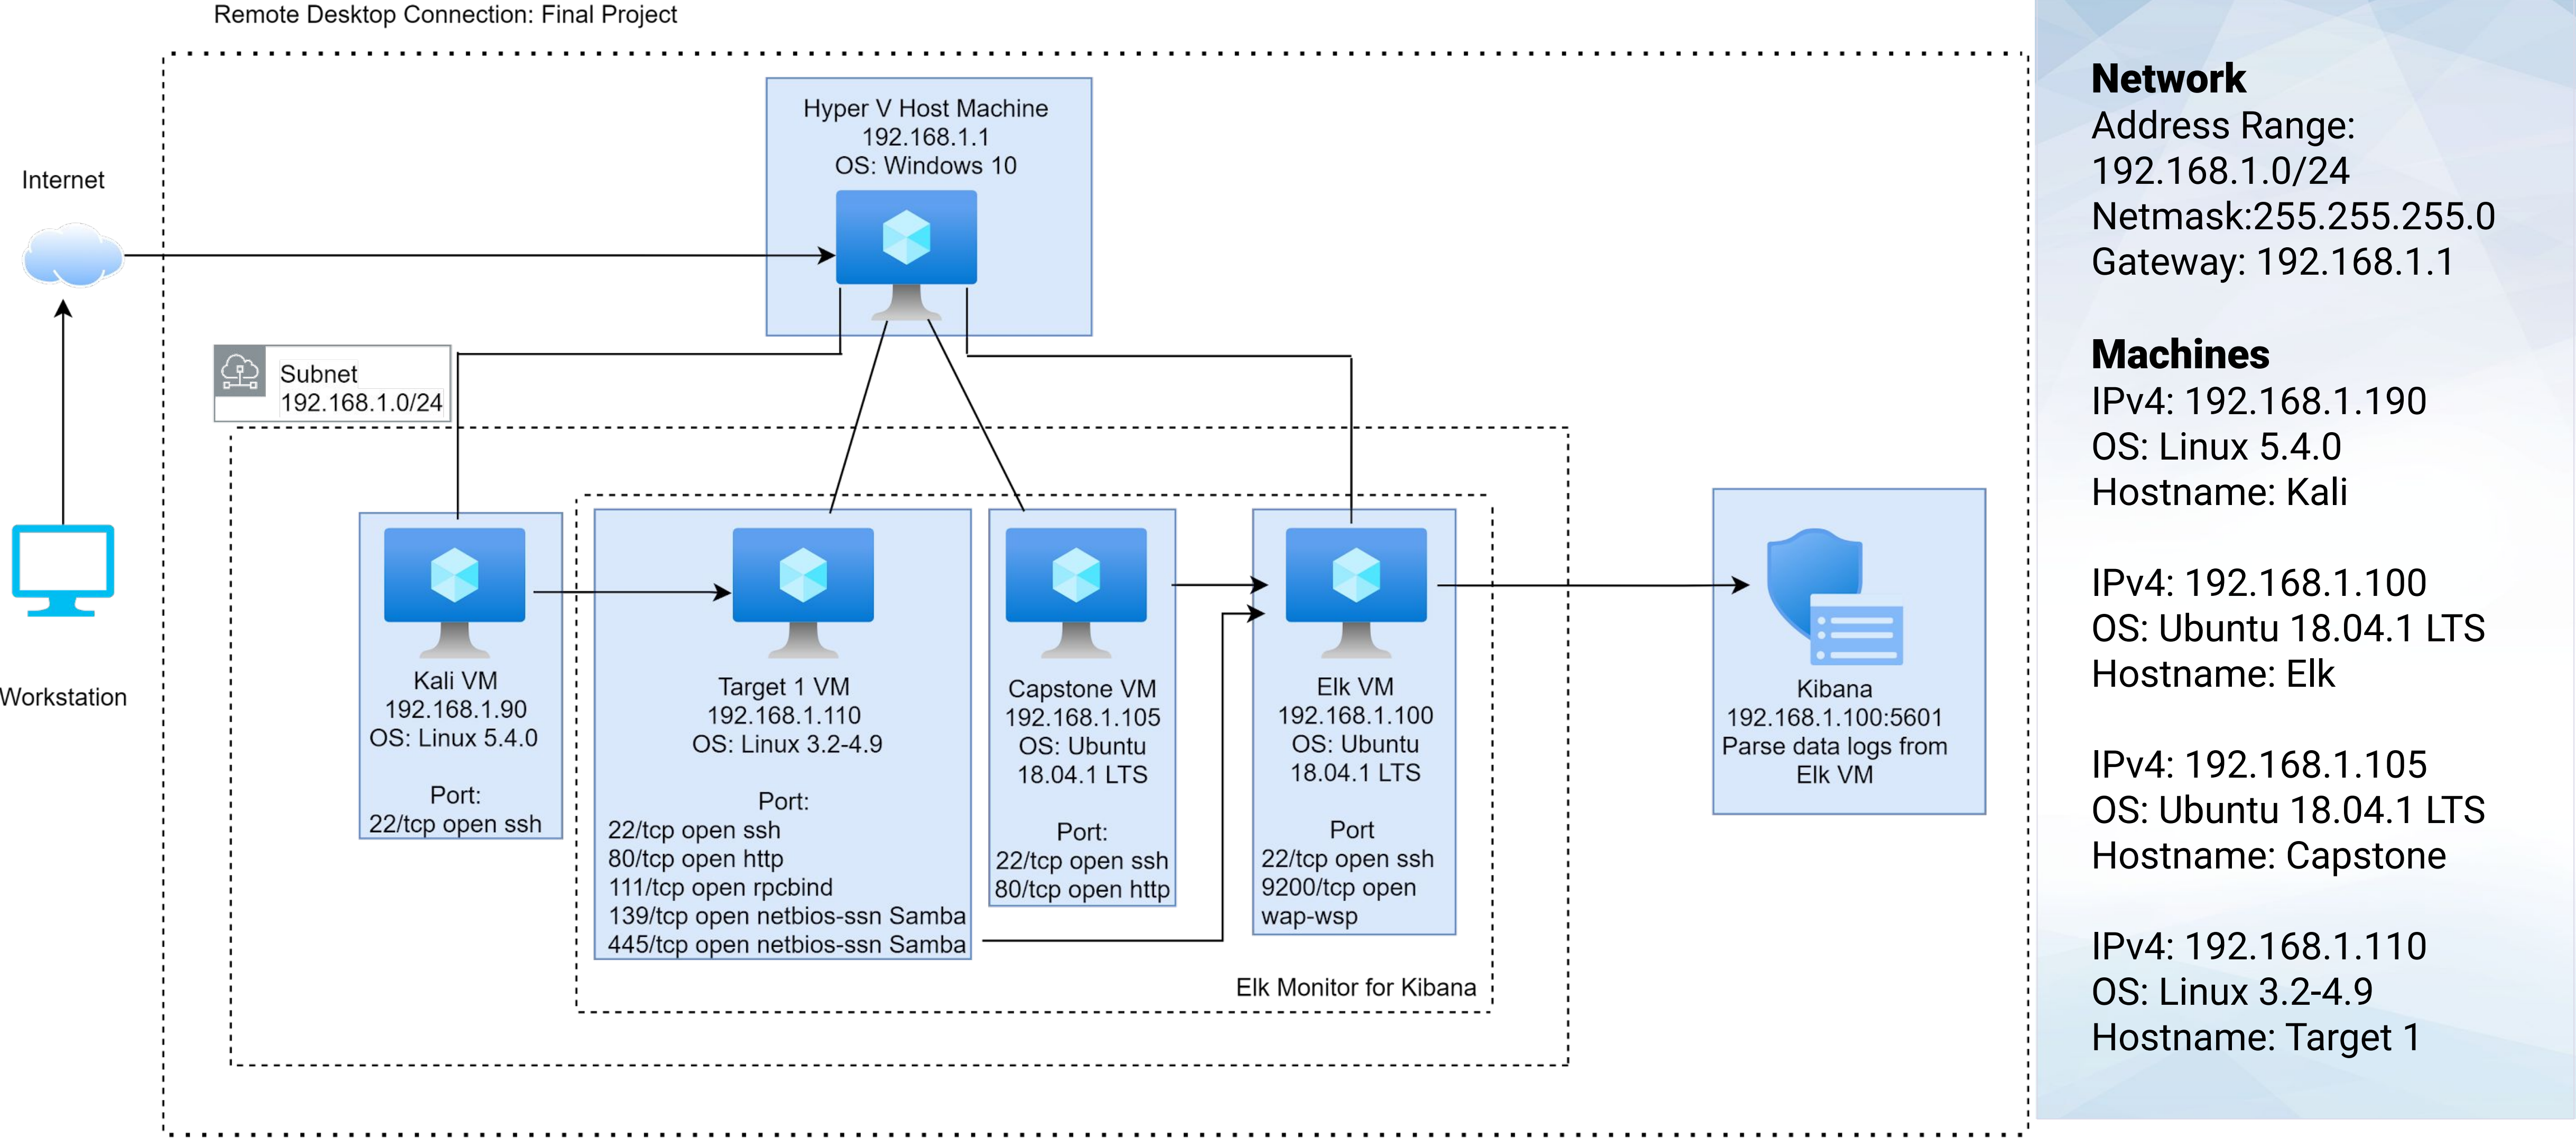 Remote Desktop Connection: Final Project
Internet
Workstation
Hyper V Host Machine
192.168.1.1
OS: Windows 10
Subnet
192.168.1.0/24
Kali VM
192.168.1.90
OS: Linux 5.4.0
Port:
22/tcp open ssh
Target 1 VM
192.168.1.110
OS: Linux 3.2-4.9
Port:
22/tcp open ssh
80/tcp open http
111/tcp open rpcbind
139/tcp open netbios-ssn Samba
445/tcp open netbios-ssn Samba
Capstone VM
192.168.1.105
OS: Ubuntu
18.04.1 LTS
Port:
22/tcp open ssh
80/tcp open http
Elk VM
192.168.1.100
OS: Ubuntu
18.04.1 LTS
Port
22/tcp open ssh
9200/tcp open
wap-wsp
Elk Monitor for Kibana
Kibana
192.168.1.100:5601
Parse data logs from
Elk VM
Network
Address Range:
192.168.1.0/24
Netmask:255.255.255.0
Gateway: 192.168.1.1
Machines
IPv4: 192.168.1.190
OS: Linux 5.4.0
Hostname: Kali
IPv4: 192.168.1.100
OS: Ubuntu 18.04.1 LTS
Hostname: Elk
IPv4: 192.168.1.105
OS: Ubuntu 18.04.1 LTS
Hostname: Capstone
IPv4: 192.168.1.110
OS: Linux 3.2-4.9
Hostname: Target 1